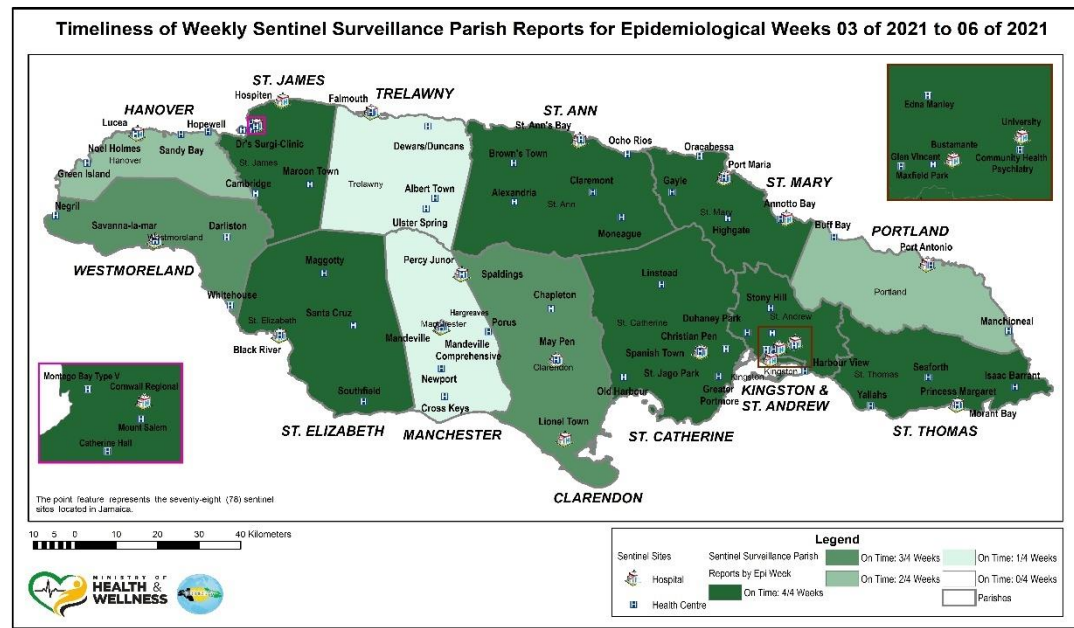 Timeliness of Weekly Sentinel Surveillance Parish Reports for Epidemiological Weeks 03 of 2021 to 06 of 2021
ST. JAMES
Hospiten
TRELAWNY
Falmouth
HANOVER
Lucea
Hopewell
ST. ANN
St. Ann's Bay
Ocho Rios
Edna Manley
University
Bustamante
Glen Vincent
Maxfield Park
Community Health
Psychiatry
Noel Holmes
Hanover
Sandy Bay
Green Island
Dr's Surgi-Clinic
St. James
Maroon Town
Cambridge
Dewars/Duncans
Trelawny
Albert Town
Ulster Spring
Brown's Town
Claremont
Alexandria
St. Ann
Moneague
Oracabessa
Port Maria
Gayle
ST. MARY
St. Mary
Annotto Bay
Highgate
Buff Bay
PORTLAND
Port Antonio
Portland
Manchioneal
Negril
Savanna-la-mar
Westmoreland
Darliston
WESTMORELAND
Whitehouse
Maggotty
St. Elizabeth
Santa Cruz
Black River
Southfield
ST. ELIZABETH
Percy Junor
Spaldings
Hargreaves
Manchester
Mandeville
Porus
Mandeville
Comprehensive
Newport
Cross Keys
MANCHESTER
Chapleton
May Pen
Clarendon
Lionel Town
CLARENDON
Linstead
St. Catherine
Duhaney Park
Christian Pen
Spanish Town
St. Jago Park
Old Harbour
Greater
Portmore
ST. CATHERINE
Stony Hill
St. Andrew
Kingston
Kingston
Harbour View
KINGSTON &
ST. ANDREW
St. Thomas
Seaforth
Isaac Barrant
Princess Margaret
Yallahs
Morant Bay
ST. THOMAS
Montego Bay Type V
Cornwall Regional
Mount Salem
Catherine Hall
The point feature represents the seventy-eight (78) sentinel
sites located in Jamaica.
10 5 0 10 20 30 40 Kilometers
MINISTRY OF
HEALTH &
WELLNESS
Legend
Sentinel Sites
Hospital
Health Centre
Sentinel Surveillance Parish
Reports by Epi Week
On Time: 4/4 Weeks
On Time: 3/4 Weeks
On Time: 2/4 Weeks
On Time: 1/4 Weeks
On Time: 0/4 Weeks
Parishes